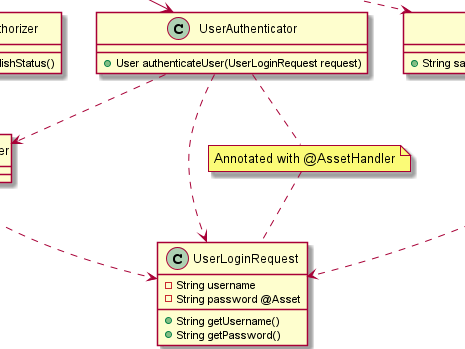 thorizer
C UserAuthenticator
String sa
lishStatus()
User authenticateUser(UserLoginRequest request)
er
Annotated with @AssetHandler
C UserLoginRequest
String username
String password @Asset
String getUsername()
String getPassword()